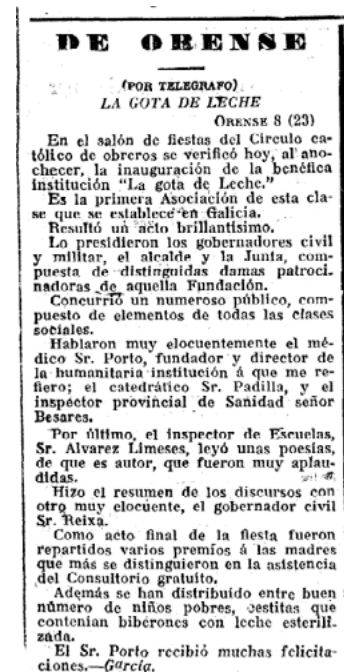 DE ORENSE
(POR TELEGRAFO)
LA GOTA DE LECHE
ORENSE 8 (23)
En el salón de fiestas del Circulo ca-
tólico de obreros se verificó hoy, al ano-
checer, la inauguración de la benéfica
institución "La gota de Leche."
Es la primera Asociación de esta cla-
se que se establece en Galicia.
Resultó un acto brillantisimo.
Lo presidieron los gobernadores civil
y militar, el alcalde y la Junta, com-
puesta de distinguidas damas patroci-
nadoras de aquella Fundación.
Concurrió un numeroso público, com-
puesto de elementos de todas las clases
sociales.
Hablaron muy elocuentemente el mé-
dico Sr. Porto, fundador y director de
la humanitaria institución á que me re-
fiero; el catedrático Sr. Padilla, y el
inspector provincial de Sanidad señor
Besares.
Por último, el inspector de Escuelas,
Sr. Alvarez Limeses, leyó unas poesías,
de que es autor, que fueron muy aplau-
didas.
Hizo el resumen de los discursos con
otro muy elocuente, el gobernador civil
Sr. Reixa.
Como acto final de la fiesta fueron
repartidos varios premios á las madres
que más se distinguieron en la asistencia
del Consultorio gratuíto.
Además se han distribuído entre buen
número de niños pobres, cestitas que
contenían biberones con leche esterili-
zada.
El Sr. Porto recibió muchas felicita-
ciones.—García.